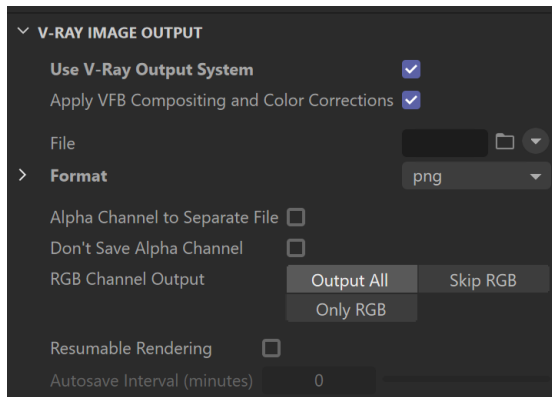 V-RAY IMAGE OUTPUT
Use V-Ray Output System
Apply VFB Compositing and Color Corrections
File
Format png
Alpha Channel to Separate File
Don't Save Alpha Channel
RGB Channel Output Output All Skip RGB
Only RGB
Resumable Rendering
Autosave Interval (minutes) 0